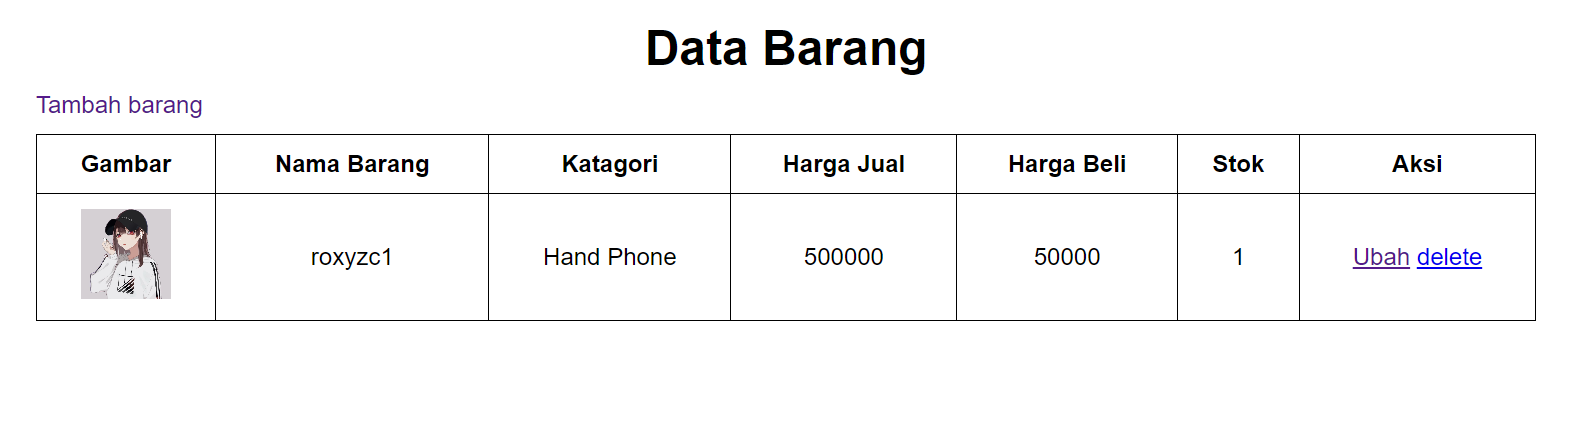 Data Barang
Tambah barang
Gambar Nama Barang Katagori Harga Jual Harga Beli Stok Aksi
roxyzc1 Hand Phone 500000 50000 1 Ubah delete